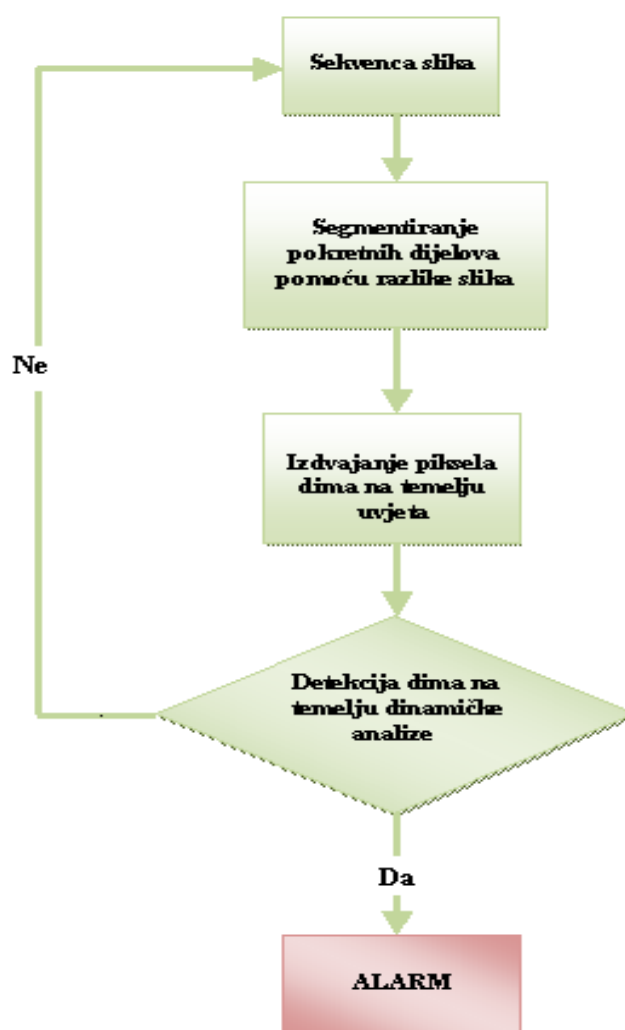 Sekvenca slika
Segmentiranje
pokretnih dijelova
pomoću razlike slika
Ne
Izdvajanje piksela
dima na temelju
uvjeta
Detekcija dima na
temelju dinamičke
analize
Da
ALARM